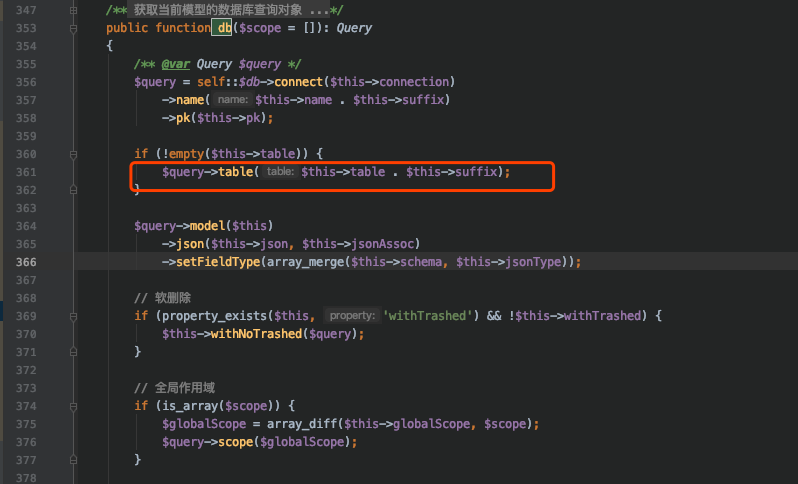 347 /** 获取当前模型的数据库查询对象 ...*/
353 public function db($scope = []): Query
354 {
355 /** @var Query $query */
356 $query = self::$db->connect($this->connection)
357 ->name( name: $this->name . $this->suffix)
358 ->pk($this->pk);
359
360 if (!empty($this->table)) {
361 $query->table( table: $this->table . $this->suffix);
362 }
363
364 $query->model($this)
365 ->json($this->json, $this->jsonAssoc)
366 ->setFieldType(array_merge($this->schema, $this->jsonType));
367
368 // 软删除
369 if (property_exists($this, property: 'withTrashed') && !$this->withTrashed) {
370 $this->withNoTrashed($query);
371 }
372
373 // 全局作用域
374 if (is_array($scope)) {
375 $globalScope = array_diff($this->globalScope, $scope);
376 $query->scope($globalScope);
377 }
378